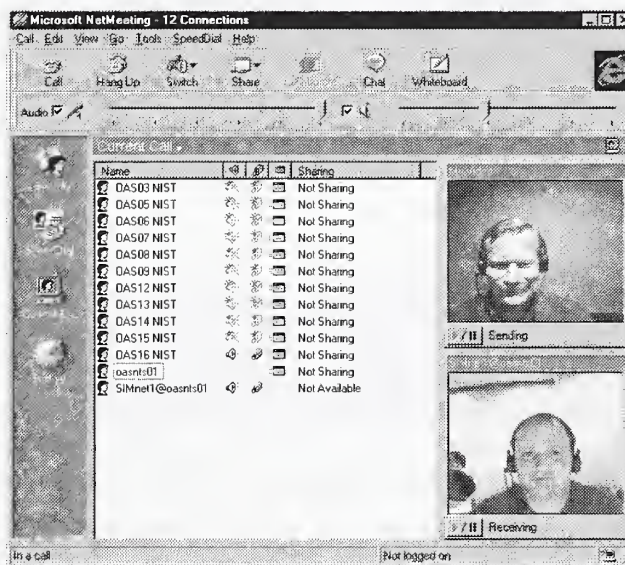 Microsoft NetMeeting - 12 Connections
Call Edit View Go Tools SpeedDial Help
Call Hang Up Switch Share Chat Whiteboard
Audio
Current Call
Name Sharing
OAS03 NIST Not Sharing
OAS05 NIST Not Sharing
OAS06 NIST Not Sharing
OAS07 NIST Not Sharing
OAS08 NIST Not Sharing
OAS09 NIST Not Sharing
OAS12 NIST Not Sharing
OAS13 NIST Not Sharing
OAS14 NIST Not Sharing
OAS15 NIST Not Sharing
OAS16 NIST Not Sharing
oasnts01 Not Sharing
SIMnet1@oasnts01 Not Available
Sending
Receiving
In a call Not logged on